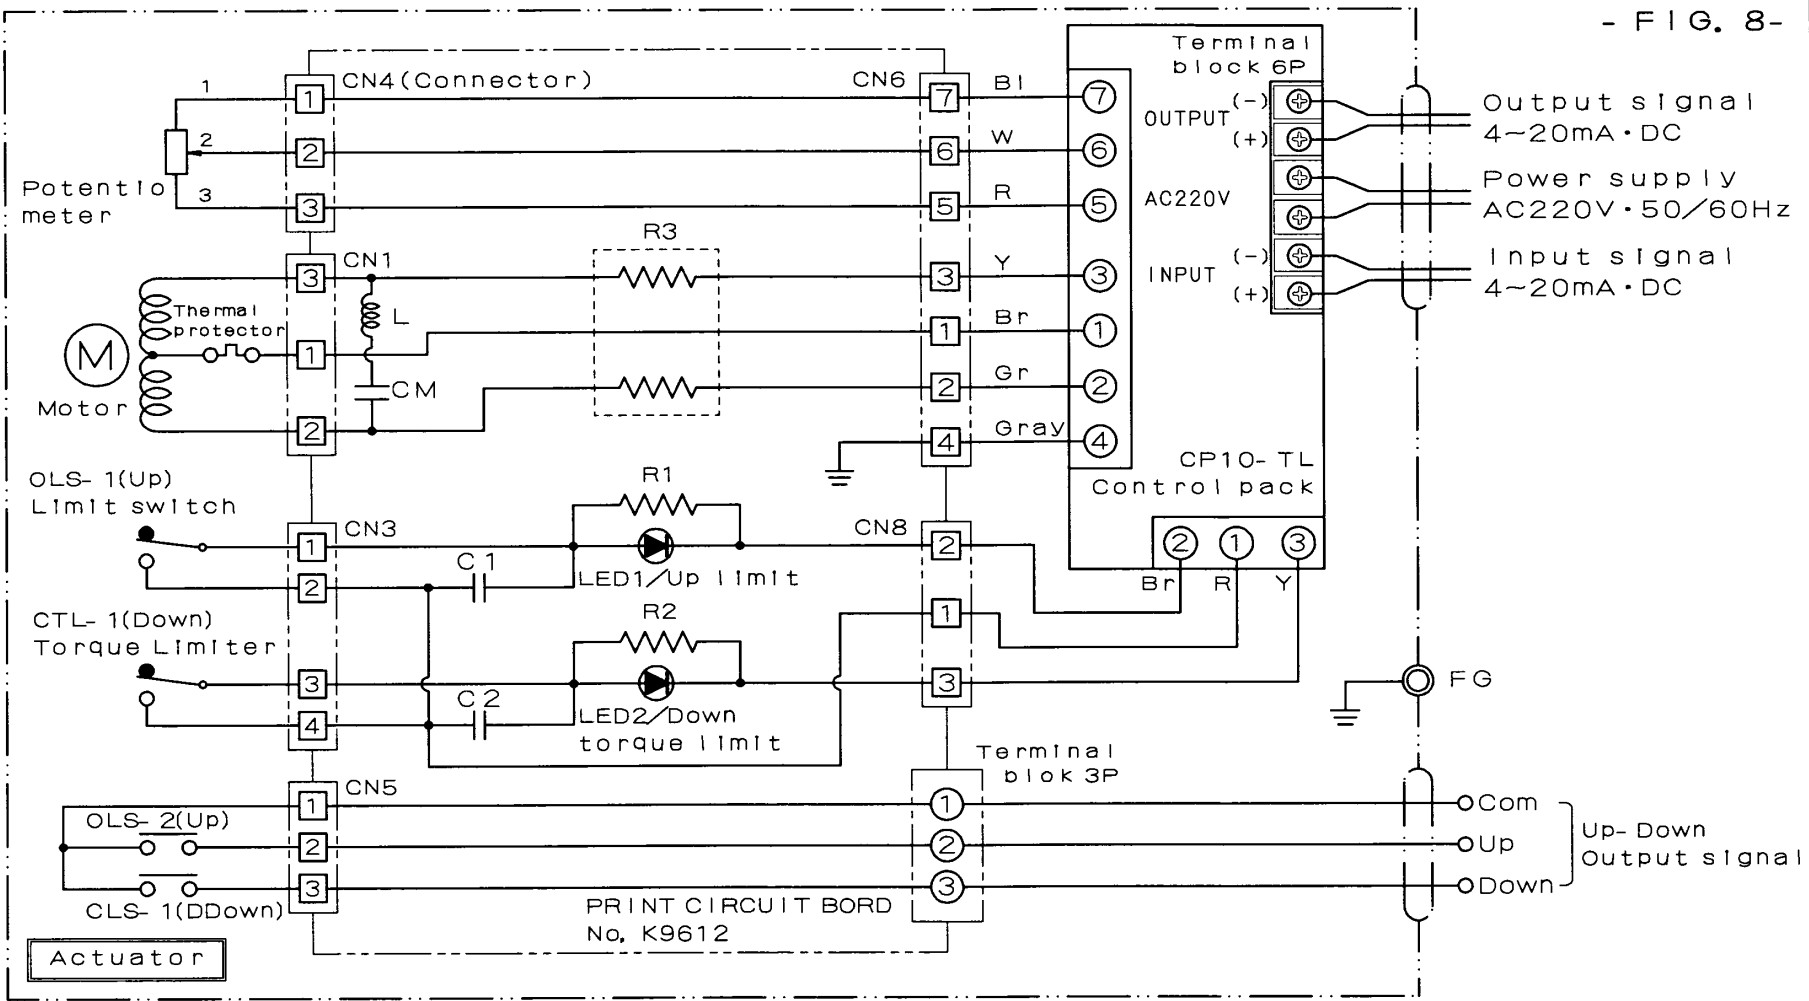 - FIG. 8-
Terminal
block 6P
CN4(Connector)
CN6
1
1
7
Bl
7
OUTPUT
(-)
Output signal
2
2
6
W
6
(+)
4~20mA・DC
Potentio
meter
3
3
5
R
5
AC220V
Power supply
AC220V・50/60Hz
R3
CN1
3
3
Y
3
INPUT
(-)
Input signal
(+)
4~20mA・DC
Thermal
protector
L
1
1
Br
1
M
Motor
CM
2
2
Gr
2
4
Gray
4
CP10-TL
Control pack
OLS-1(Up)
Limit switch
R1
CN3
CN8
1
2
2
1
3
C1
LED1/Up limit
2
Br
R
Y
CTL-1(Down)
Torque Limiter
R2
1
3
3
C2
LED2/Down
torque limit
4
FG
Terminal
blok 3P
CN5
1
1
Com
OLS-2(Up)
2
2
Up
Up-Down
Output signal
3
3
Down
CLS-1(DDown)
PRINT CIRCUIT BORD
No. K9612
Actuator